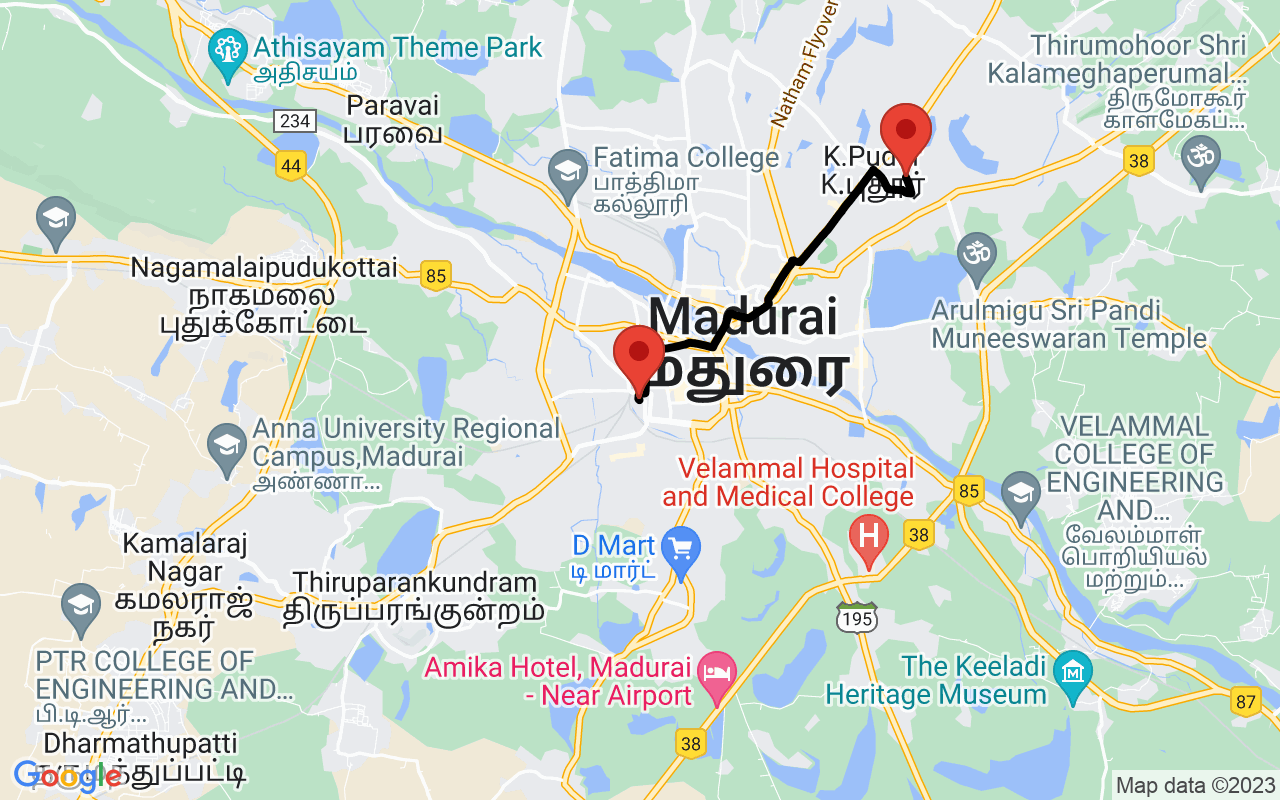 Athisayam Theme Park
அதிசயம்
Thirumohoor Shri
Kalameghaperumal...
திருமோகூர்
காளமேகப்...
Natham Flyover
Paravai
பரவை
234
44
Fatima College
பாத்திமா
கல்லூரி
38
K.புதூர்
Nagamalaipudukottai
நாகமலை
புதுக்கோட்டை
85
Madurai
மதுரை
Arulmigu Sri Pandi
Muneeswaran Temple
Anna University Regional
Campus,Madurai
அண்ணா...
VELAMMAL
COLLEGE OF
ENGINEERING
AND...
வேலம்மாள்
பொறியியல்
மற்றும்...
Velammal Hospital
and Medical College
85
38
D Mart
டி மார்ட்
Kamalaraj
Nagar
கமலராஜ்
நகர்
Thiruparankundram
திருப்பரங்குன்றம்
195
PTR COLLEGE OF
ENGINEERING AND...
பி.டி.ஆர்...
Amika Hotel, Madurai
- Near Airport
The Keeladi
Heritage Museum
87
38
Dharmathupatti
Google
Map data ©2023